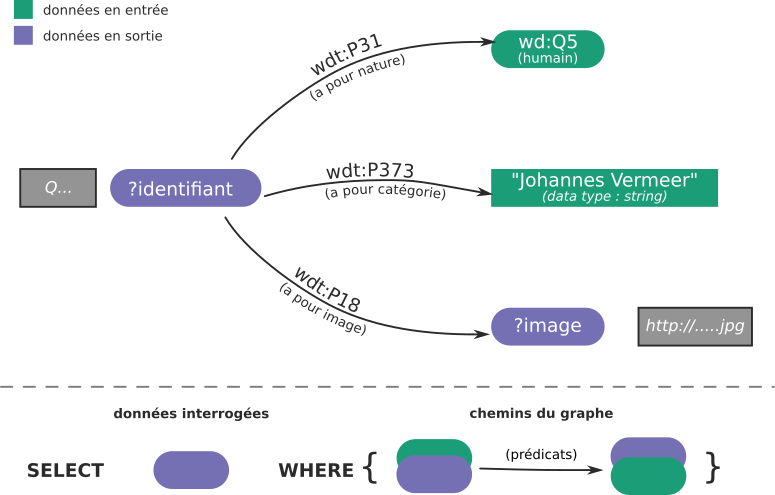 données en entrée
données en sortie
wdt:P31
(a pour nature)
wd:Q5
(humain)
Q...
?identifiant
wdt:P373
(a pour catégorie)
"Johannes Vermeer"
(data type : string)
wdt:P18
(a pour image)
?image
http://.....jpg
données interrogées
chemins du graphe
SELECT
WHERE {
(prédicats)
}